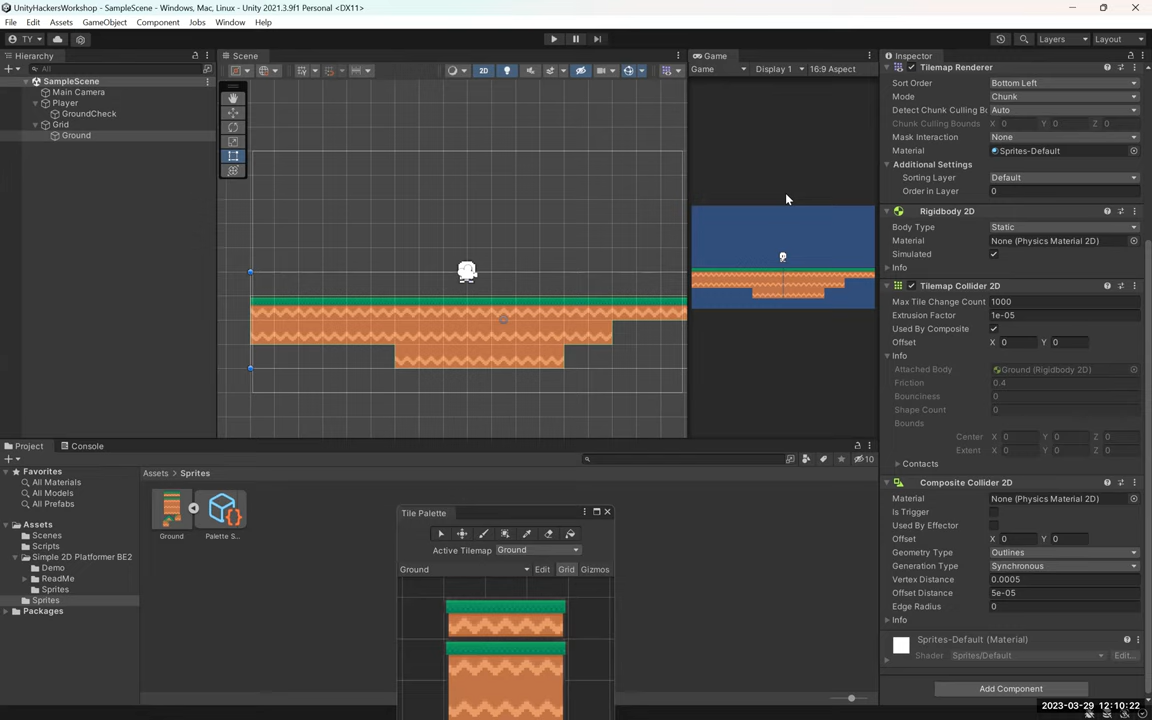 UnityHackersWorkshop - SampleScene - Windows, Mac, Linux - Unity 2021.3.9f1 Personal <DX11>
File Edit Assets GameObject Component Jobs Window Help
TY Layers Layout
Hierarchy
All
SampleScene
Main Camera
Player
GroundCheck
Grid
Ground
Scene
2D
Game
Game Display 1 16:9 Aspect
Inspector
Tilemap Renderer
Sort Order Bottom Left
Mode Chunk
Detect Chunk Culling Bc Auto
Chunk Culling Bounds X 0 Y 0 Z 0
Mask Interaction None
Material Sprites-Default
Additional Settings
Sorting Layer Default
Order in Layer 0
Rigidbody 2D
Body Type Static
Material None (Physics Material 2D)
Simulated
Info
Tilemap Collider 2D
Max Tile Change Count 1000
Extrusion Factor 1e-05
Used By Composite
Offset X 0 Y 0
Info
Attached Body Ground (Rigidbody 2D)
Friction 0.4
Bounciness 0
Shape Count 0
Bounds
Center X 0 Y 0 Z 0
Extent X 0 Y 0 Z 0
Contacts
Composite Collider 2D
Material None (Physics Material 2D)
Is Trigger
Used By Effector
Offset X 0 Y 0
Geometry Type Outlines
Generation Type Synchronous
Vertex Distance 0.0005
Offset Distance 5e-05
Edge Radius 0
Info
Sprites-Default (Material)
Shader Sprites/Default Edit...
Add Component
Project Console
10
Favorites
All Materials
All Models
All Prefabs
Assets
Scenes
Scripts
Simple 2D Platformer BE2
Demo
ReadMe
Sprites
Sprites
Packages
Assets > Sprites
Ground Palette S...
Tile Palette
Active Tilemap Ground
Ground Edit Grid Gizmos
2023-03-29 12:10:22